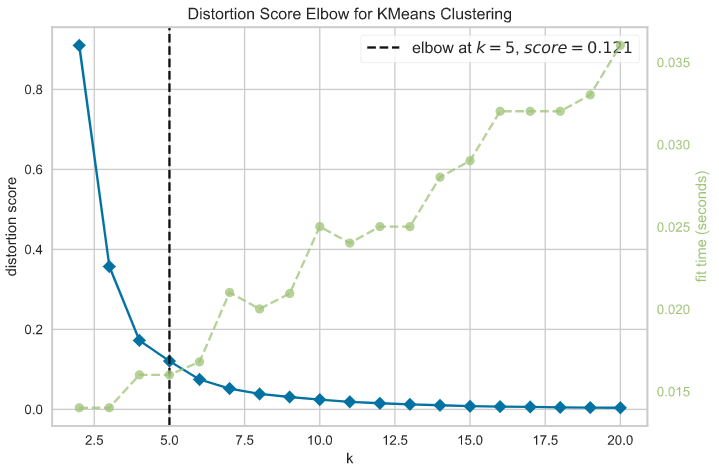 Distortion Score Elbow for KMeans Clustering
elbow at k = 5, score = 0.121
distortion score
0.8
0.6
0.4
0.2
0.0
0.035
0.030
0.025
0.020
0.015
fit time (seconds)
2.5 5.0 7.5 10.0 12.5 15.0 17.5 20.0
k